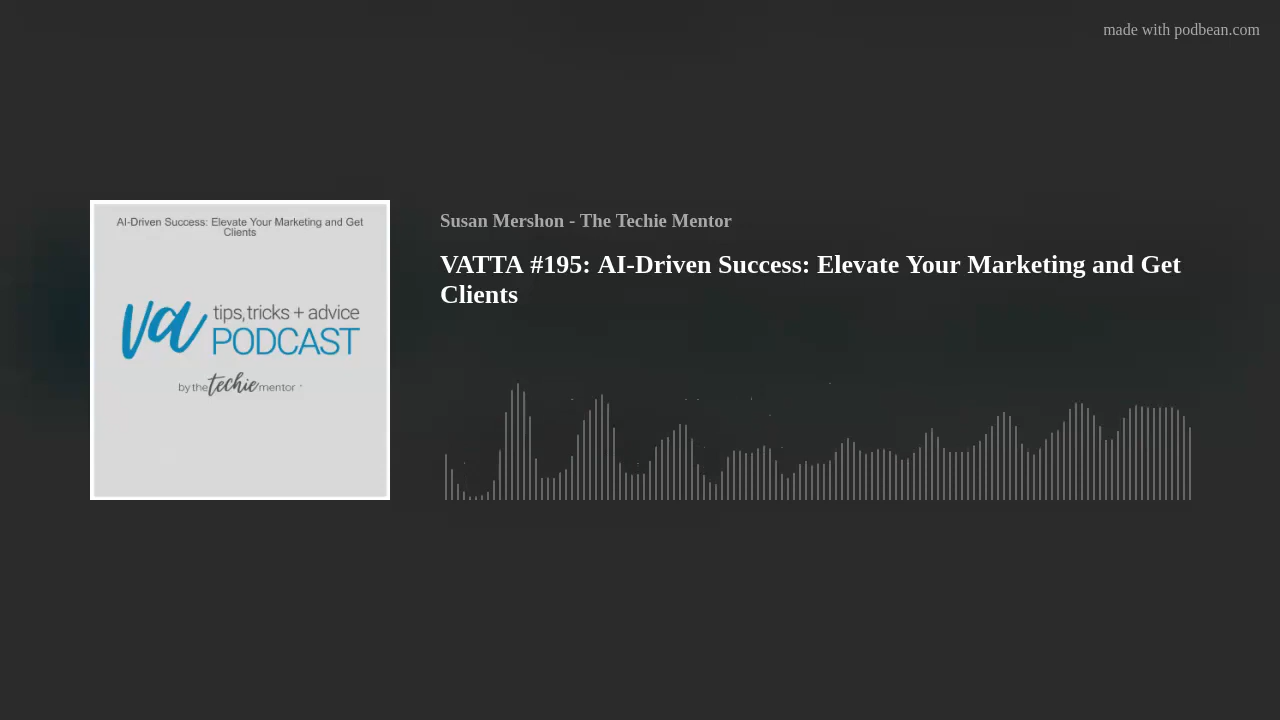 made with podbean.com
AI-Driven Success: Elevate Your Marketing and Get
Clients
va tips, tricks + advice
PODCAST
by the techie mentor
Susan Mershon - The Techie Mentor
VATTA #195: AI-Driven Success: Elevate Your Marketing and Get
Clients